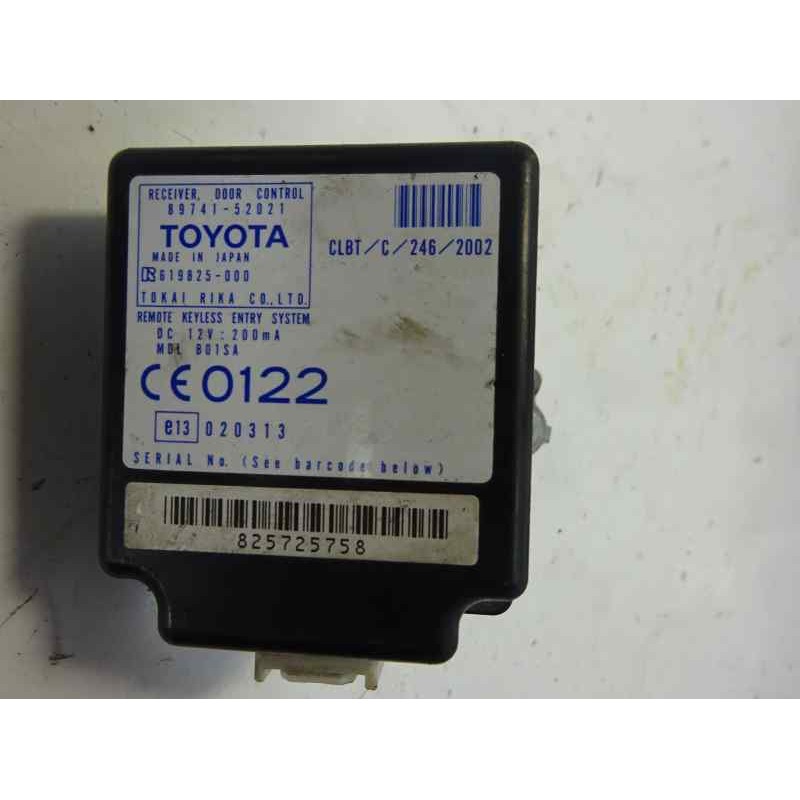 RECEIVER, DOOR CONTROL
89741-52021
TOYOTA
MADE IN JAPAN
R 619825-000
TOKAI RIKA CO., LTD.
CLBT/C/246/2002
REMOTE KEYLESS ENTRY SYSTEM
DC 12V: 200mA
MDL B01SA
CE0122
e13 020313
SERIAL No. (See barcode below)
825725758